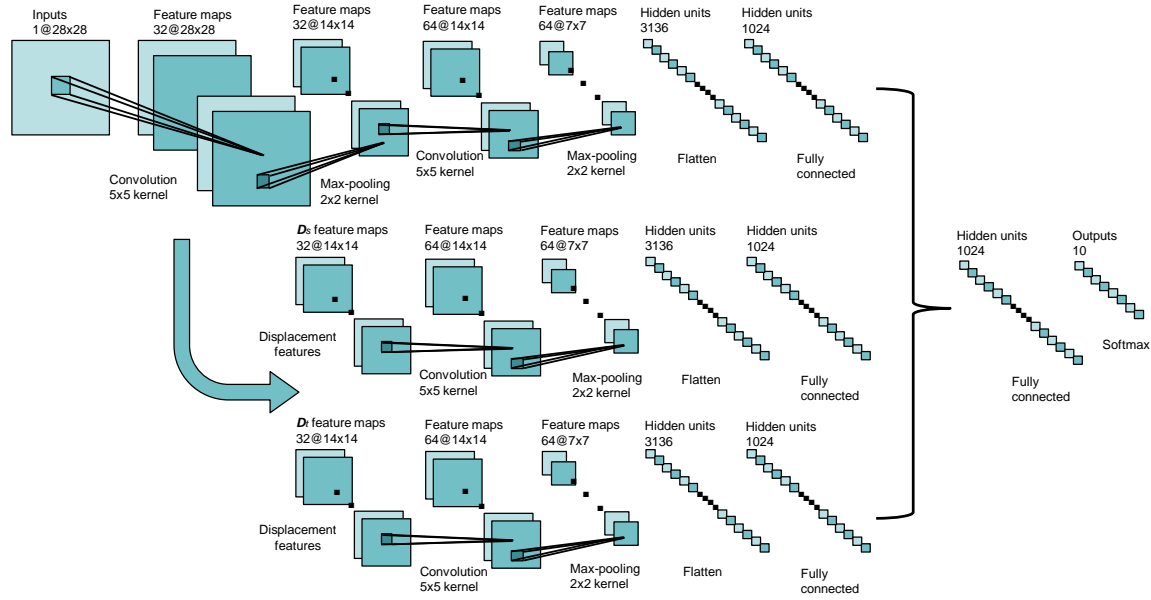 Inputs
1@28x28
Feature maps
32@28x28
Feature maps
32@14x14
Feature maps
64@14x14
Feature maps
64@7x7
Hidden units
3136
Hidden units
1024
Convolution
5x5 kernel
Max-pooling
2x2 kernel
Convolution
5x5 kernel
Max-pooling
2x2 kernel
Flatten
Fully
connected
Ds feature maps
32@14x14
Feature maps
64@14x14
Feature maps
64@7x7
Hidden units
3136
Hidden units
1024
Displacement
features
Convolution
5x5 kernel
Max-pooling
2x2 kernel
Flatten
Fully
connected
Hidden units
1024
Outputs
10
Softmax
Fully
connected
Dt feature maps
32@14x14
Feature maps
64@14x14
Feature maps
64@7x7
Hidden units
3136
Hidden units
1024
Displacement
features
Convolution
5x5 kernel
Max-pooling
2x2 kernel
Flatten
Fully
connected